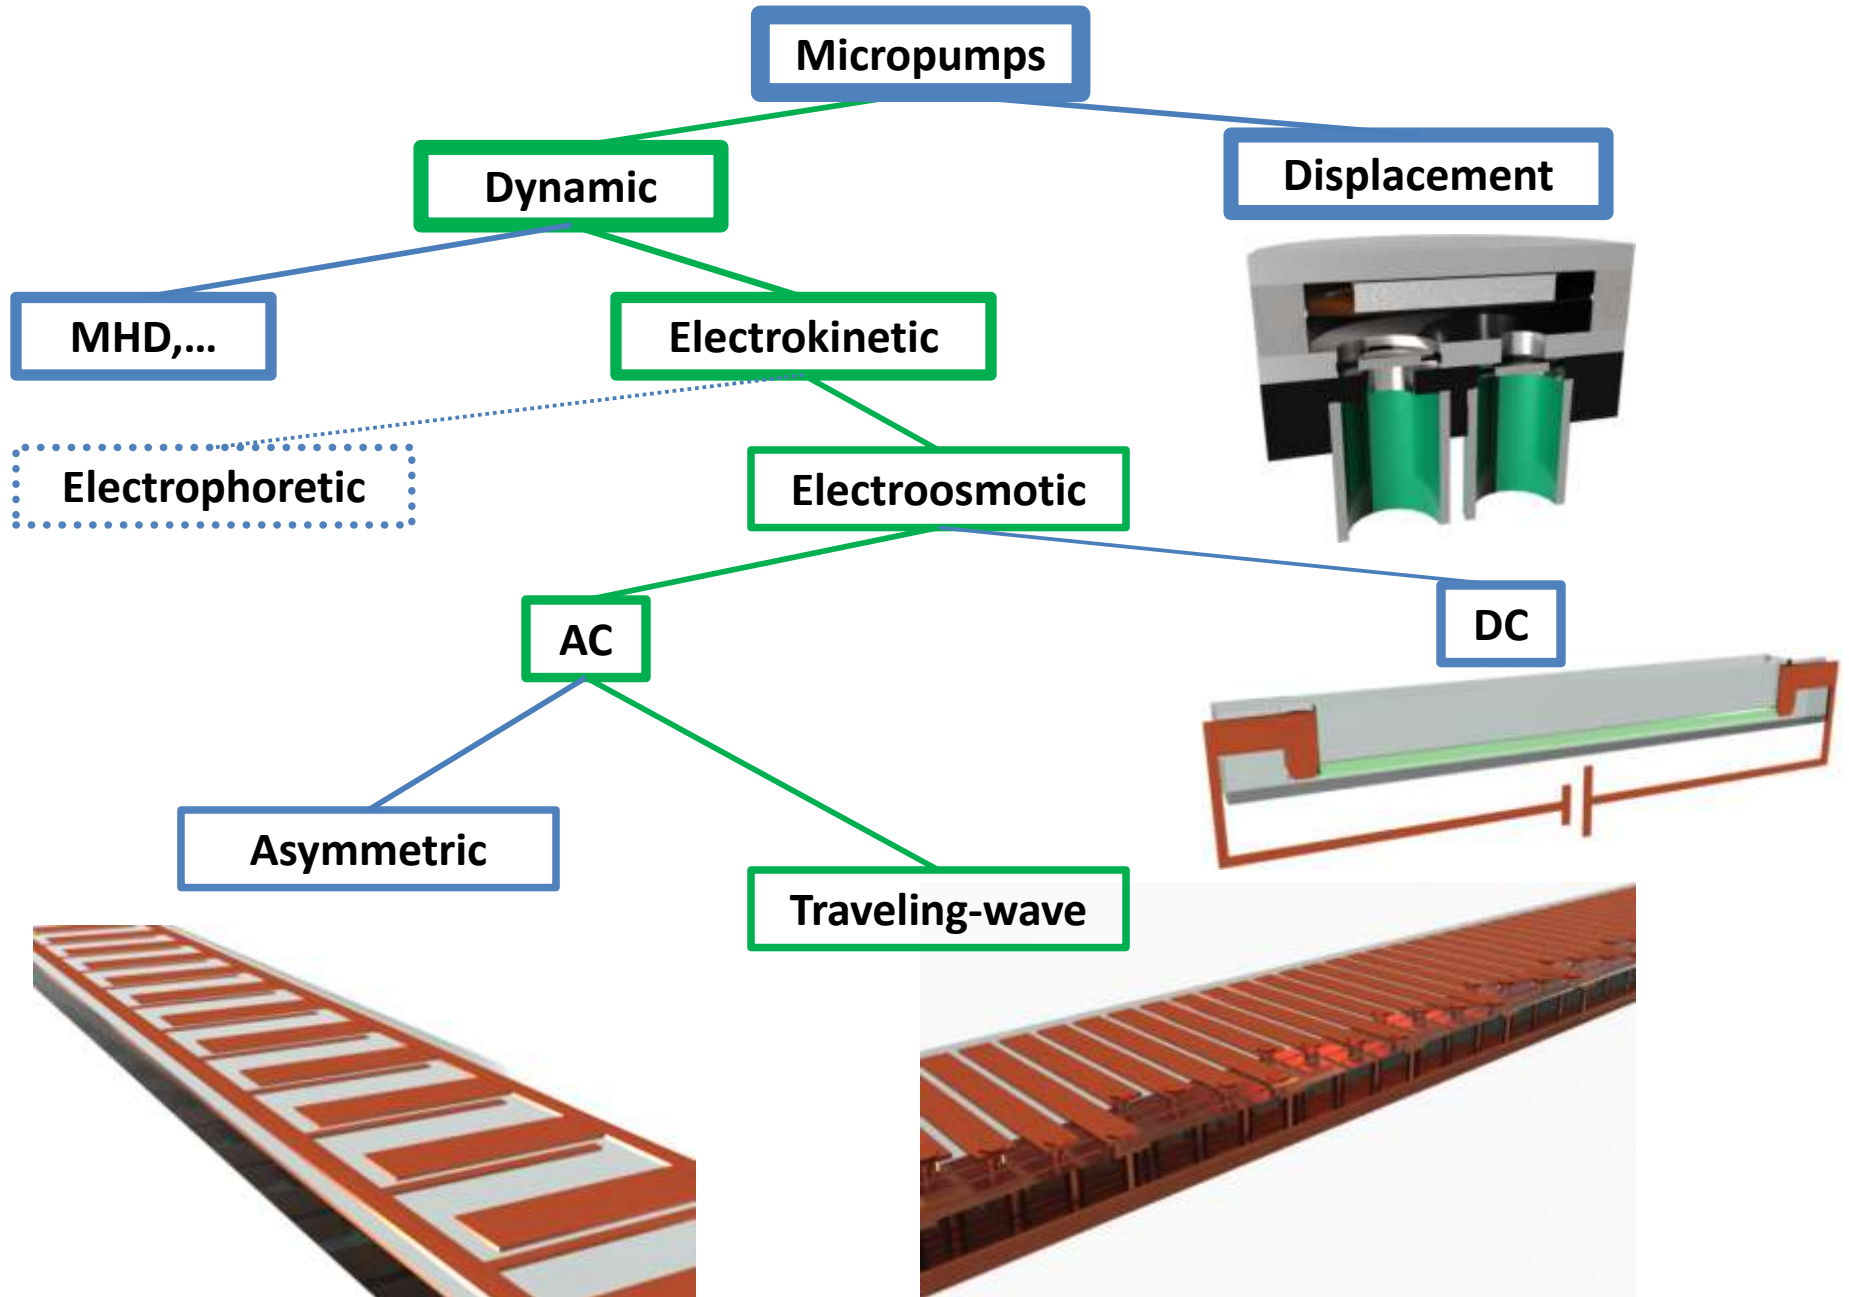 Micropumps
Dynamic
Displacement
MHD,...
Electrokinetic
Electrophoretic
Electroosmotic
AC
DC
Asymmetric
Traveling-wave